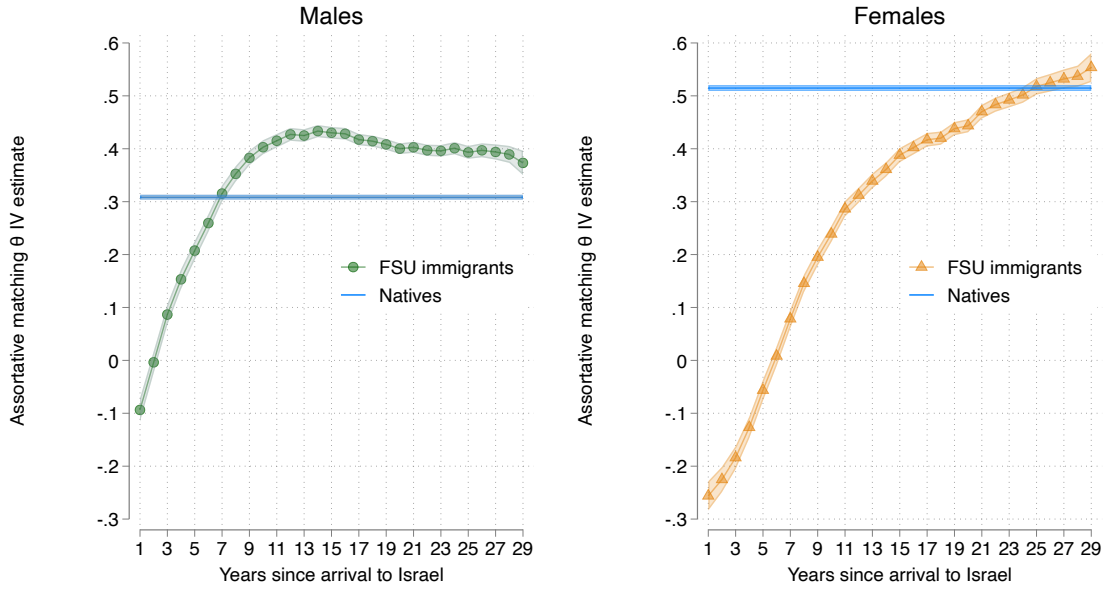 Males
Assortative matching θ IV estimate
.6
.5
.4
.3
.2
.1
0
-.1
-.2
-.3
FSU immigrants
Natives
1 3 5 7 9 11 13 15 17 19 21 23 25 27 29
Years since arrival to Israel
Females
Assortative matching θ IV estimate
.6
.5
.4
.3
.2
.1
0
-.1
-.2
-.3
FSU immigrants
Natives
1 3 5 7 9 11 13 15 17 19 21 23 25 27 29
Years since arrival to Israel